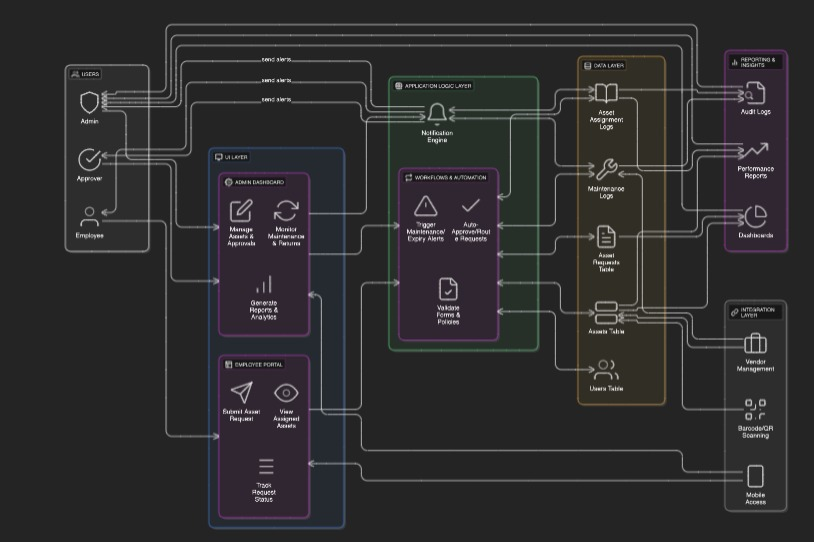 USERS
Admin
Approver
Employee
send alerts
send alerts
send alerts
UI LAYER
ADMIN DASHBOARD
Manage
Assets &
Approvals
Monitor
Maintenance
& Returns
Generate
Reports &
Analytics
EMPLOYEE PORTAL
Submit Asset
Request
View
Assigned
Assets
Track
Request
Status
APPLICATION LOGIC LAYER
Notification
Engine
WORKFLOWS & AUTOMATION
Trigger
Maintenance/
Expiry Alerts
Auto-
Approve/Rout
e Requests
Validate
Forms &
Policies
DATA LAYER
Asset
Assignment
Logs
Maintenance
Logs
Asset
Requests
Table
Assets Table
Users Table
REPORTING &
INSIGHTS
Audit Logs
Performance
Reports
Dashboards
INTEGRATION
LAYER
Vendor
Management
Barcode/QR
Scanning
Mobile
Access